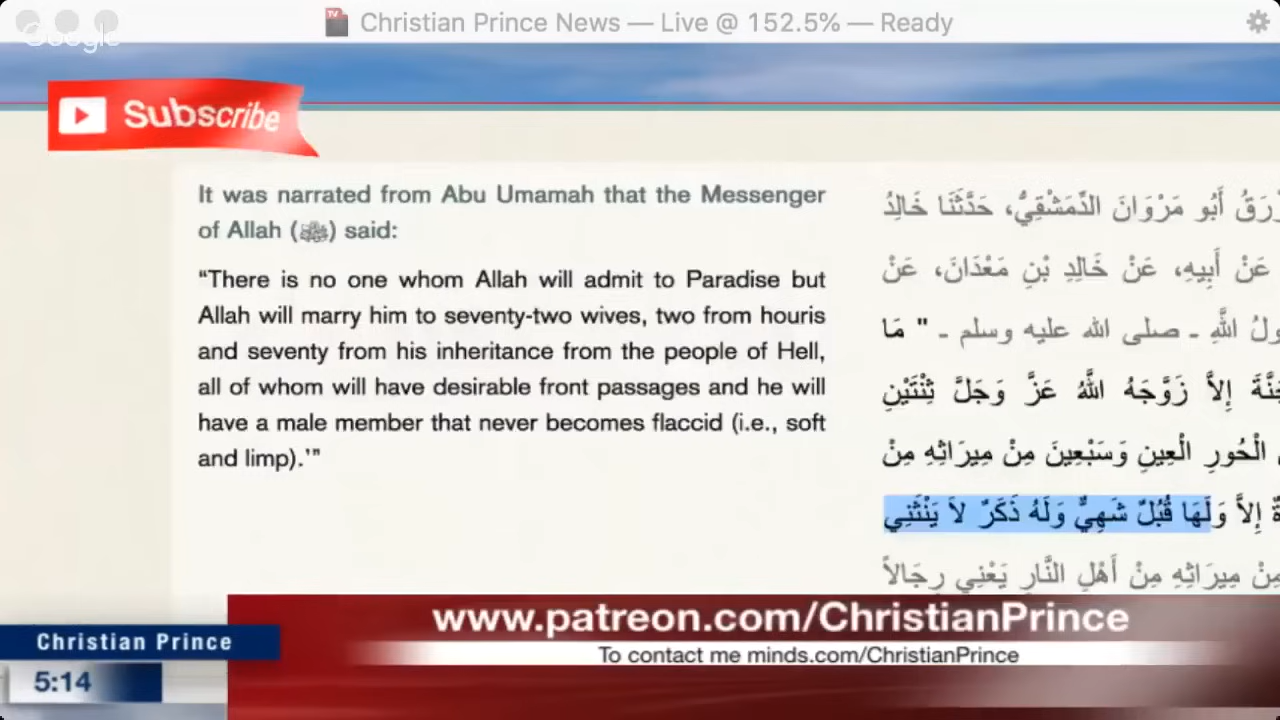 Christian Prince News — Live @ 152.5% — Ready
Google
Subscribe
It was narrated from Abu Umamah that the Messenger
of Allah (ﷺ) said:
“There is no one whom Allah will admit to Paradise but
Allah will marry him to seventy-two wives, two from houris
and seventy from his inheritance from the people of Hell,
all of whom will have desirable front passages and he will
have a male member that never becomes flaccid (i.e., soft
and limp).’”
أَبُو مَرْوَانَ الدِّمَشْقِيُّ، حَدَّثَنَا خَالِدُ
عَنْ أَبِيهِ، عَنْ خَالِدِ بْنِ مَعْدَانَ، عَنْ
اللَّهِ ـ صلى الله عليه وسلم ـ " مَا
إِلاَّ زَوَّجَهُ اللَّهُ عَزَّ وَجَلَّ ثِنْتَيْنِ
الْحُورِ الْعِينِ وَسَبْعِينَ مِنْ مِيرَاثِهِ مِنْ
إِلاَّ وَلَهَا قُبُلٌ شَهِيٌّ وَلَهُ ذَكَرٌ لاَ يَنْثَنِي
مِنْ مِيرَاثِهِ مِنْ أَهْلِ النَّارِ يَعْنِي رِجَالاً
www.patreon.com/ChristianPrince
To contact me minds.com/ChristianPrince
Christian Prince
5:14